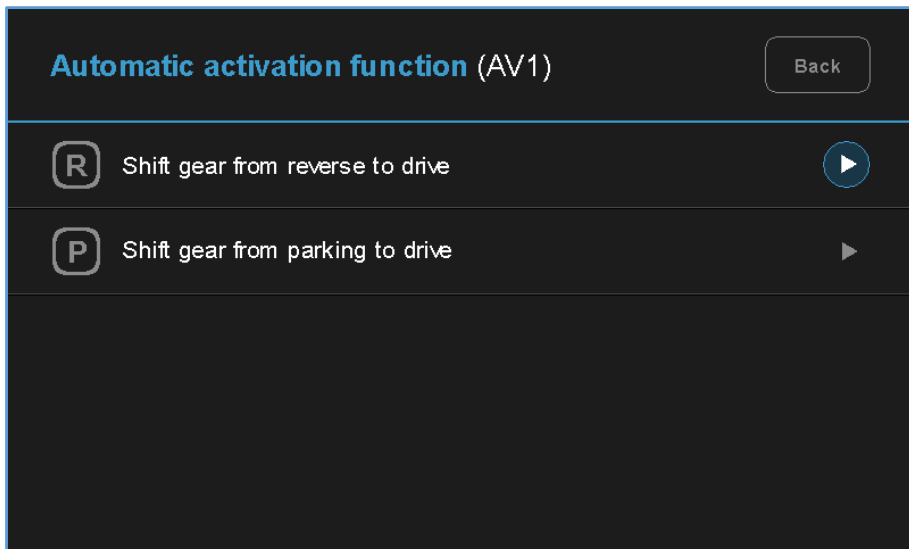 Automatic activation function (AV1)
Back
R Shift gear from reverse to drive
P Shift gear from parking to drive